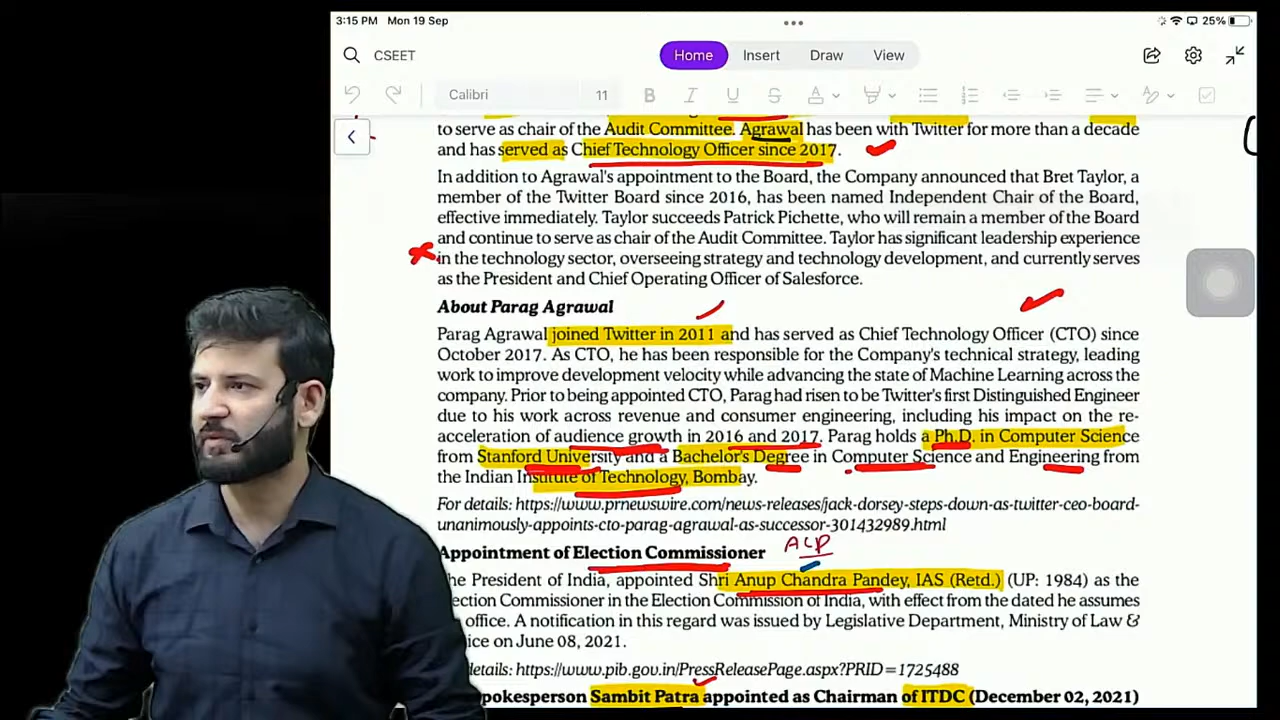 3:15 PM Mon 19 Sep
25%
CSEET
Home Insert Draw View
Calibri 11 B I U S A
to serve as chair of the Audit Committee. Agrawal has been with Twitter for more than a decade
and has served as Chief Technology Officer since 2017.
In addition to Agrawal's appointment to the Board, the Company announced that Bret Taylor, a
member of the Twitter Board since 2016, has been named Independent Chair of the Board,
effective immediately. Taylor succeeds Patrick Pichette, who will remain a member of the Board
and continue to serve as chair of the Audit Committee. Taylor has significant leadership experience
in the technology sector, overseeing strategy and technology development, and currently serves
as the President and Chief Operating Officer of Salesforce.
About Parag Agrawal
Parag Agrawal joined Twitter in 2011 and has served as Chief Technology Officer (CTO) since
October 2017. As CTO, he has been responsible for the Company's technical strategy, leading
work to improve development velocity while advancing the state of Machine Learning across the
company. Prior to being appointed CTO, Parag had risen to be Twitter's first Distinguished Engineer
due to his work across revenue and consumer engineering, including his impact on the re-
acceleration of audience growth in 2016 and 2017. Parag holds a Ph.D. in Computer Science
from Stanford University and a Bachelor's Degree in Computer Science and Engineering from
the Indian Institute of Technology, Bombay.
For details: https://www.prnewswire.com/news-releases/jack-dorsey-steps-down-as-twitter-ceo-board-
unanimously-appoints-cto-parag-agrawal-as-successor-301432989.html
Appointment of Election Commissioner ACP
he President of India, appointed Shri Anup Chandra Pandey, IAS (Retd.) (UP: 1984) as the
ection Commissioner in the Election Commission of India, with effect from the dated he assumes
office. A notification in this regard was issued by Legislative Department, Ministry of Law &
ice on June 08, 2021.
details: https://www.pib.gov.in/PressReleasePage.aspx?PRID=1725488
pokesperson Sambit Patra appointed as Chairman of ITDC (December 02, 2021)